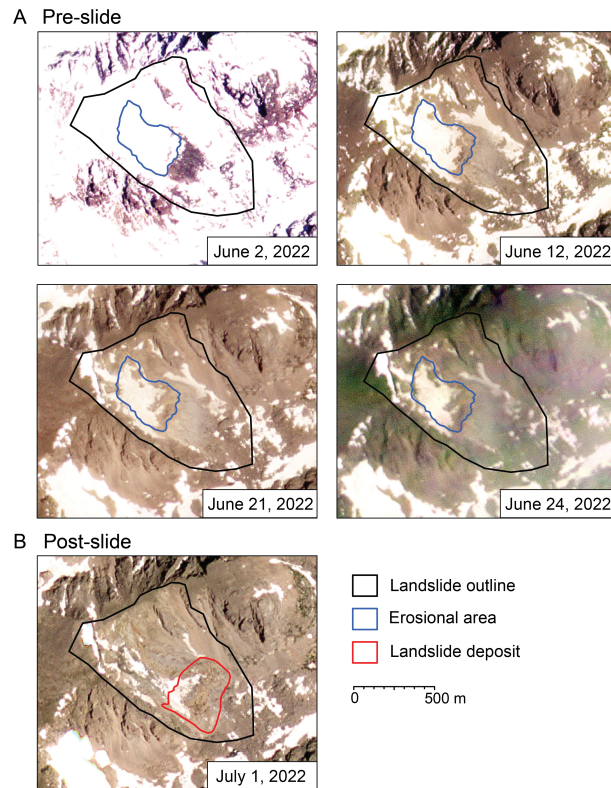 A Pre-slide
June 2, 2022
June 12, 2022
June 21, 2022
June 24, 2022
B Post-slide
July 1, 2022
Landslide outline
Erosional area
Landslide deposit
0 500 m